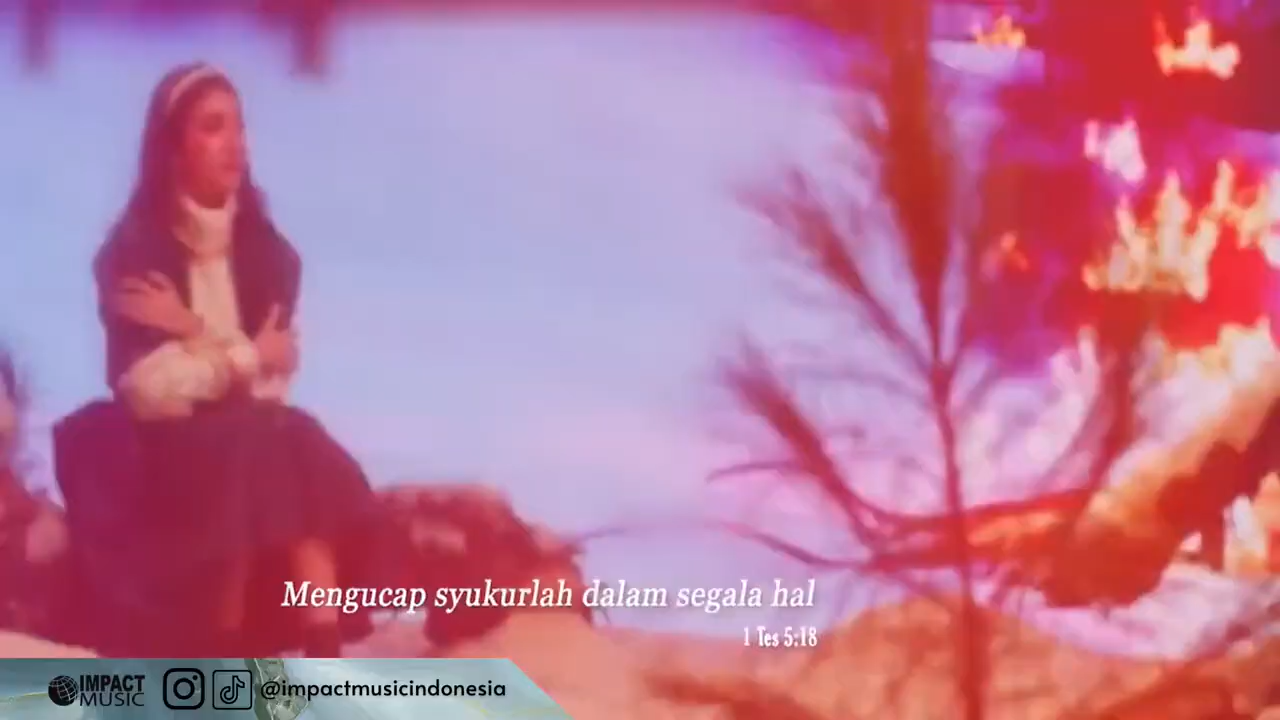 Mengucap syukurlah dalam segala hal
1 Tes 5:18
IMPACT
MUSIC
@impactmusicindonesia